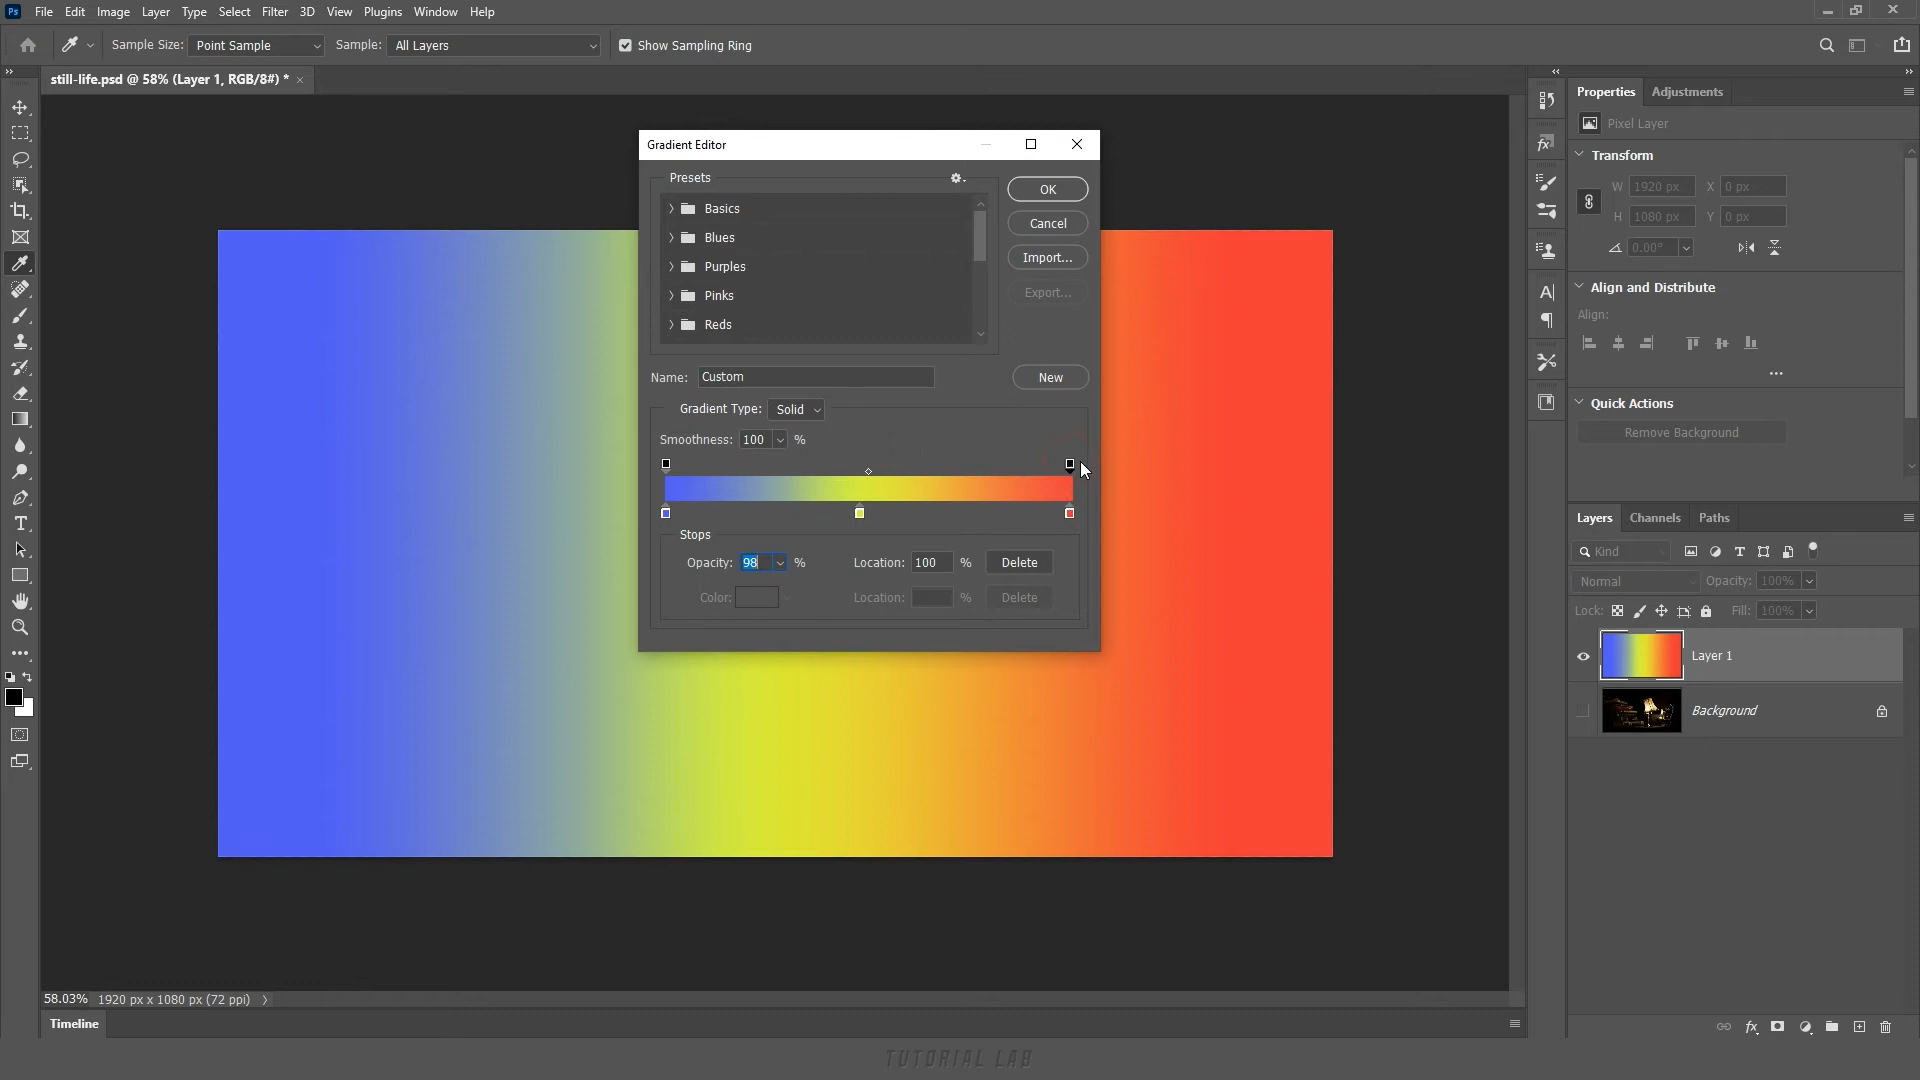 Ps File Edit Image Layer Type Select Filter 3D View Plugins Window Help
Sample Size: Point Sample Sample: All Layers Show Sampling Ring
still-life.psd @ 58% (Layer 1, RGB/8#) * ×
Gradient Editor
Presets
Basics
Blues
Purples
Pinks
Reds
OK
Cancel
Import...
Export...
Name: Custom New
Gradient Type: Solid
Smoothness: 100 %
Stops
Opacity: 98 % Location: 100 % Delete
Color: Location: % Delete
Properties Adjustments
Pixel Layer
Transform
W 1920 px X 0 px
H 1080 px Y 0 px
0.00°
Align and Distribute
Align:
Quick Actions
Remove Background
Layers Channels Paths
Kind
Normal Opacity: 100%
Lock: Fill: 100%
Layer 1
Background
58.03% 1920 px x 1080 px (72 ppi)
Timeline
TUTORIAL LAB